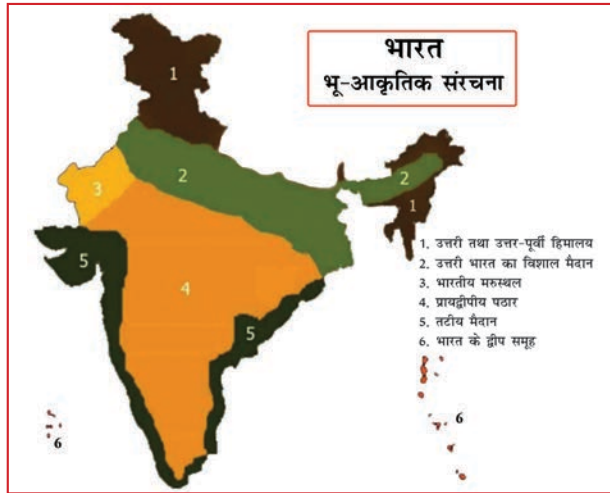 भारत
भू-आकृतिक संरचना
1
2
2
3
1
5
4
5
1. उत्तरी तथा उत्तर-पूर्वी हिमालय
2. उत्तरी भारत का विशाल मैदान
3. भारतीय मरुस्थल
4. प्रायद्वीपीय पठार
5. तटीय मैदान
6. भारत के द्वीप समूह
6
6